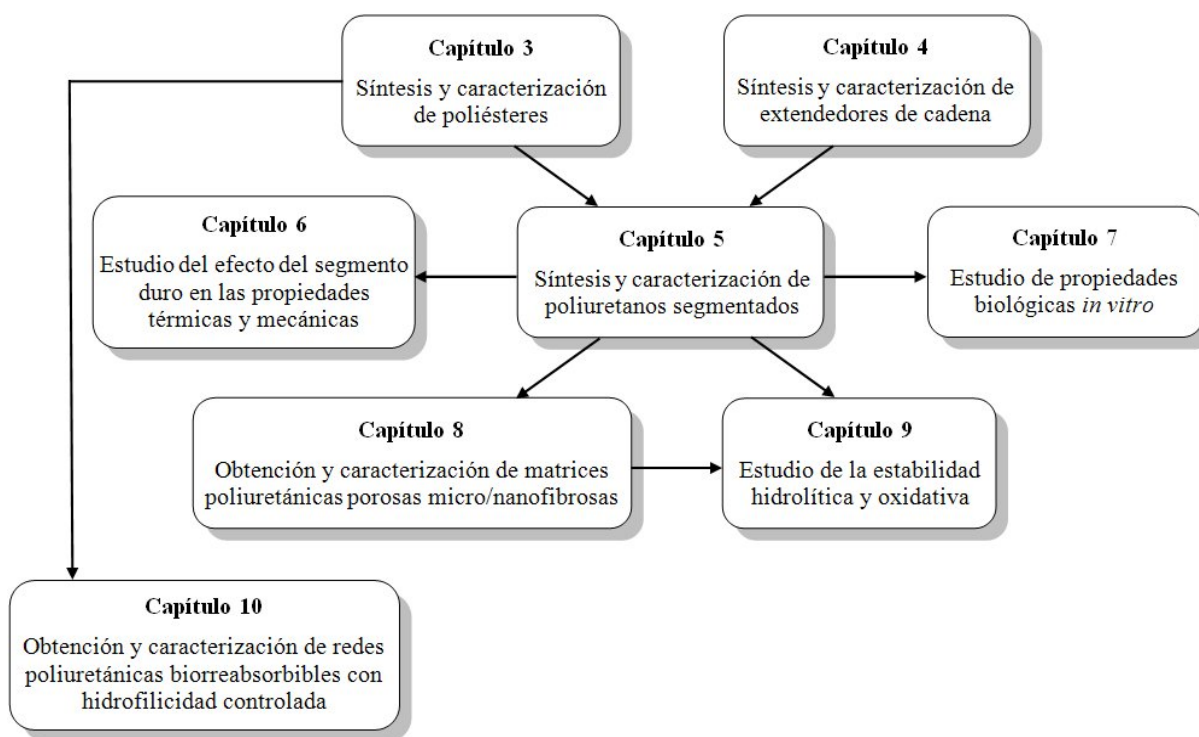 Capítulo 3
Síntesis y caracterización
de poliésteres
Capítulo 4
Síntesis y caracterización de
extendedores de cadena
Capítulo 6
Estudio del efecto del segmento
duro en las propiedades
térmicas y mecánicas
Capítulo 5
Síntesis y caracterización de
poliuretanos segmentados
Capítulo 7
Estudio de propiedades
biológicas in vitro
Capítulo 8
Obtención y caracterización de matrices
poliuretánicas porosas micro/nanofibrosas
Capítulo 9
Estudio de la estabilidad
hidrolítica y oxidativa
Capítulo 10
Obtención y caracterización de redes
poliuretánicas biorreabsorbibles con
hidrofilicidad controlada